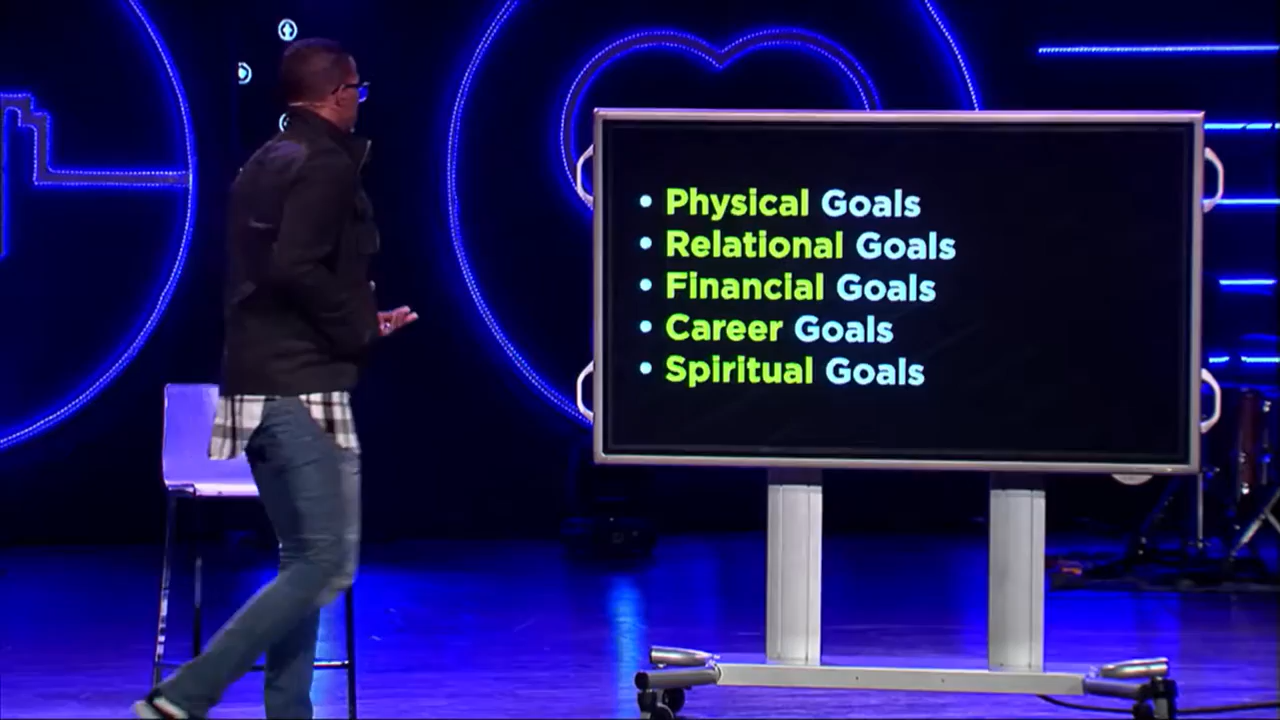 • Physical Goals
• Relational Goals
• Financial Goals
• Career Goals
• Spiritual Goals